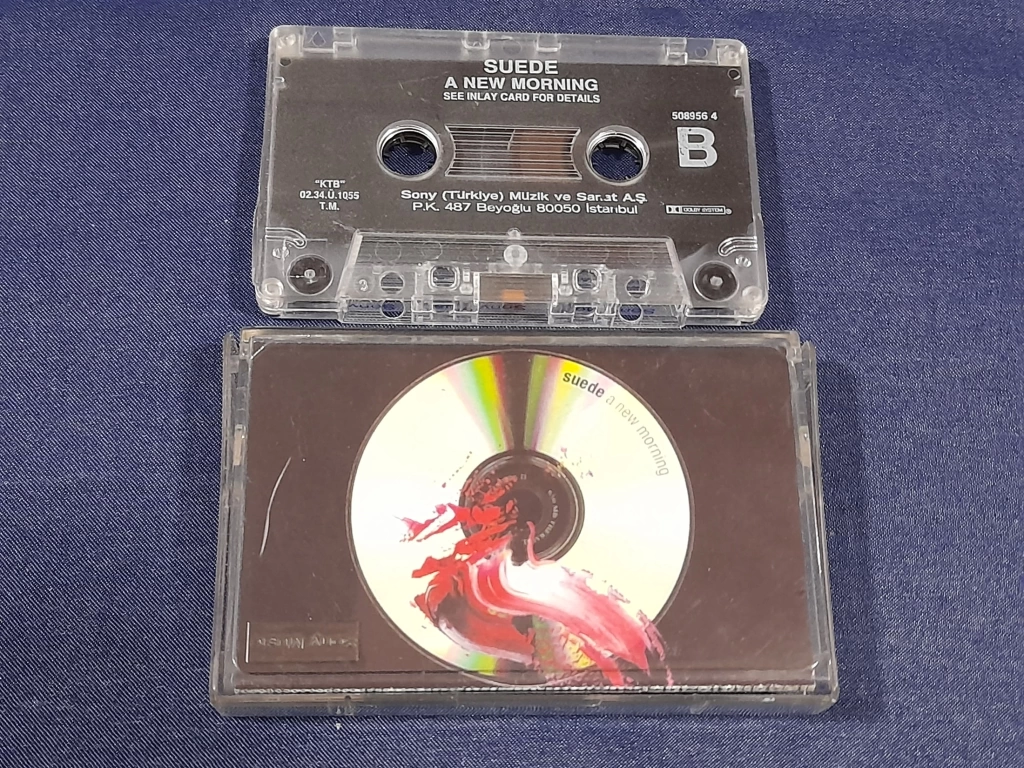 SUEDE
A NEW MORNING
SEE INLAY CARD FOR DETAILS
508956 4
B
"KTB"
02.34.Ü.1055
T.M.
Sony (Türkiye) Müzik ve Sanat A.Ş.
P.K. 487 Beyoğlu 80050 İstanbul
DOLBY SYSTEM
suede a new morning